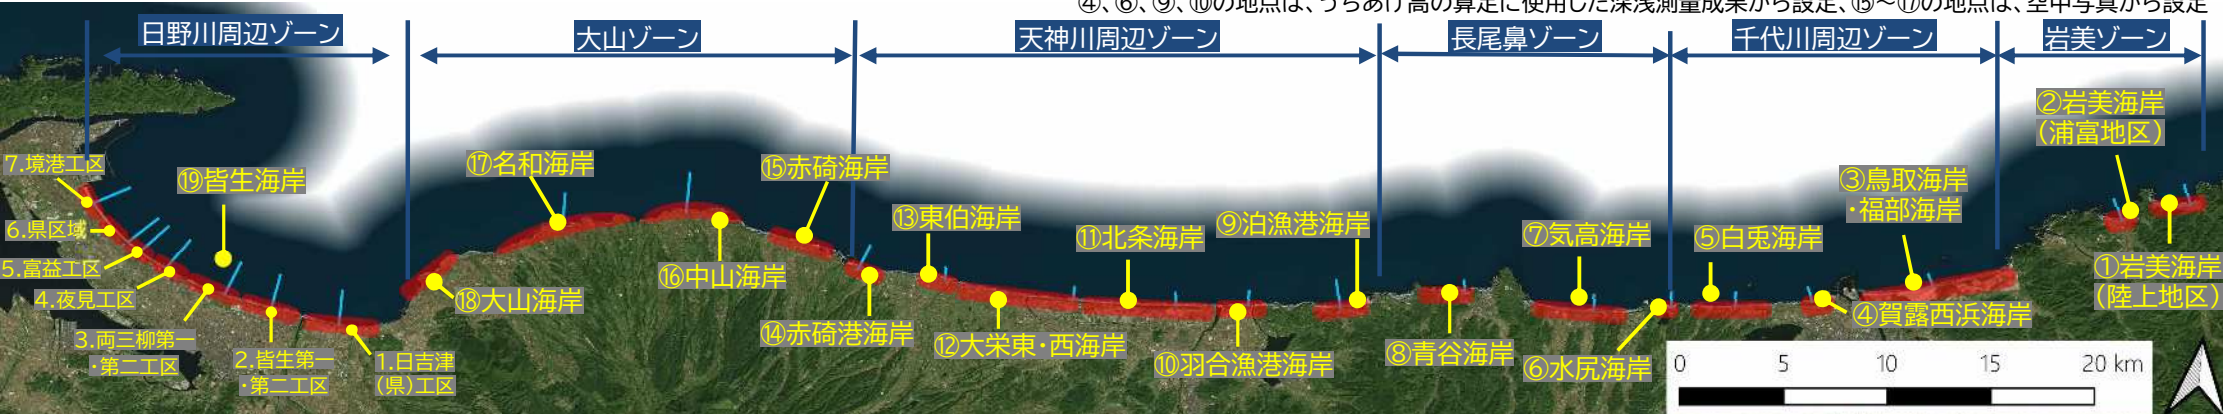 ④、⑥、⑨、⑩の地点は、うちあげ高の算定に使用した深浅測量成果から設定、⑮～⑰の地点は、空中写真から設定
日野川周辺ゾーン
大山ゾーン
天神川周辺ゾーン
長尾鼻ゾーン
千代川周辺ゾーン
岩美ゾーン
7.境港工区
6.県区域
5.富益工区
4.夜見工区
3.両三柳第一
・第二工区
2.皆生第一
・第二工区
1.日吉津
(県)工区
⑲皆生海岸
⑱大山海岸
⑰名和海岸
⑯中山海岸
⑮赤碕海岸
⑭赤碕港海岸
⑬東伯海岸
⑫大栄東・西海岸
⑪北条海岸
⑩羽合漁港海岸
⑨泊漁港海岸
⑧青谷海岸
⑦気高海岸
⑥水尻海岸
⑤白兎海岸
④賀露西浜海岸
③鳥取海岸
・福部海岸
②岩美海岸
(浦富地区)
①岩美海岸
(陸上地区)
0 5 10 15 20 km